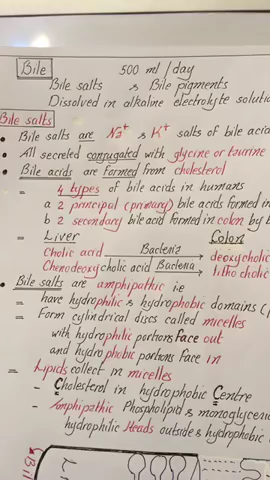 Bile 500 ml / day
Bile salts & Bile pigments
Dissolved in alkaline electrolyte solutio
Bile salts
• Bile salts are Na+ & K+ salts of bile acid
• All secreted conjugated with glycine or taurine
• Bile acids are formed from cholesterol
= 4 types of bile acids in humans
a 2 principal (primary) bile acids formed in
b 2 secondary bile acid formed in colon by b
= Liver Colon
Cholic acid Bacteria deoxycholic
Chenodeoxycholic acid Bacteria litho cholic
• Bile salts are amphipathic ie
= have hydrophilic & hydrophobic domains (
= Form cylindrical discs called micelles
with hydrophilic portions Face out
and hydrophobic portions Face in
= Lipids collect in micelles
- Cholesterol in hydrophobic Centre
- Amphipathic Phospholipid & monoglyceri
hydrophilic Heads outside & hydrophobic